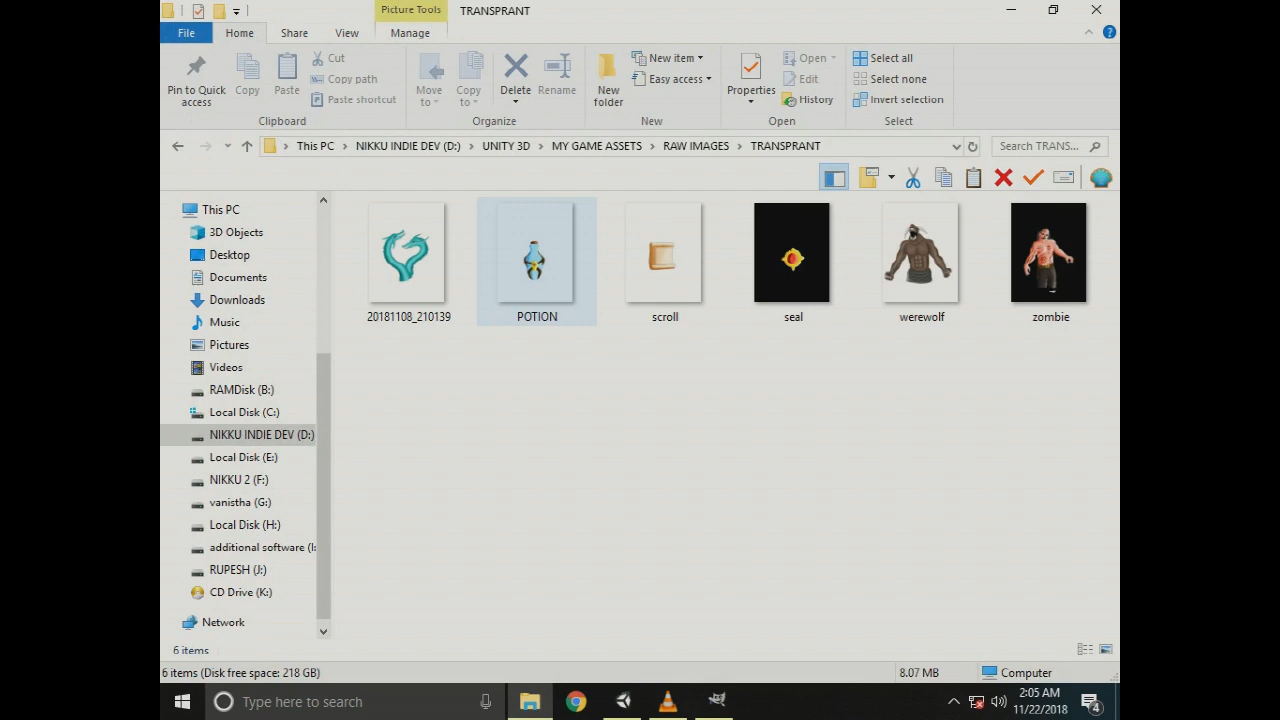 Picture Tools TRANSPRANT
File Home Share View Manage
Pin to Quick access
Copy
Paste
Cut
Copy path
Paste shortcut
Clipboard
Move to
Copy to
Delete
Rename
Organize
New folder
New item
Easy access
New
Properties
Open
Edit
History
Open
Select all
Select none
Invert selection
Select
This PC NIKKU INDIE DEV (D:) UNITY 3D MY GAME ASSETS RAW IMAGES TRANSPRANT
Search TRANS...
This PC
3D Objects
Desktop
Documents
Downloads
Music
Pictures
Videos
RAMDisk (B:)
Local Disk (C:)
NIKKU INDIE DEV (D:)
Local Disk (E:)
NIKKU 2 (F:)
vanistha (G:)
Local Disk (H:)
additional software (I:
RUPESH (J:)
CD Drive (K:)
Network
20181108_210139
POTION
scroll
seal
werewolf
zombie
6 items
6 items (Disk free space: 218 GB)
8.07 MB
Computer
Type here to search
2:05 AM
11/22/2018
4